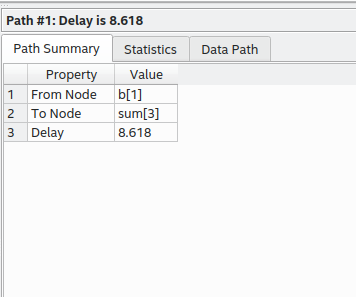 Path #1: Delay is 8.618
Path Summary Statistics Data Path
Property Value
1 From Node b[1]
2 To Node sum[3]
3 Delay 8.618